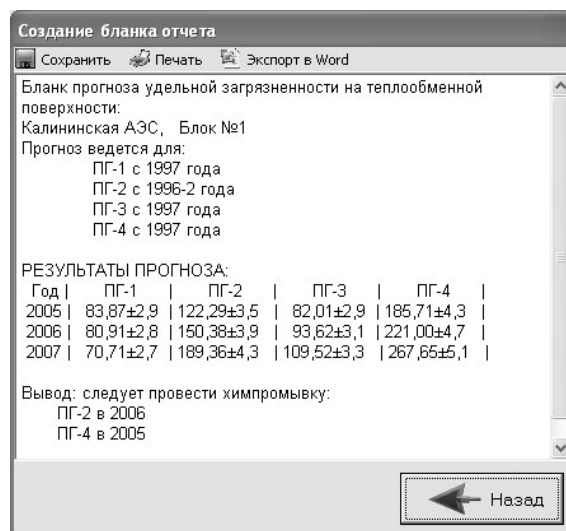 Создание бланка отчета
Сохранить Печать Экспорт в Word
Бланк прогноза удельной загрязненности на теплообменной
поверхности:
Калининская АЭС, Блок №1
Прогноз ведется для:
ПГ-1 с 1997 года
ПГ-2 с 1996-2 года
ПГ-3 с 1997 года
ПГ-4 с 1997 года
РЕЗУЛЬТАТЫ ПРОГНОЗА:
Год | ПГ-1 | ПГ-2 | ПГ-3 | ПГ-4 |
2005 | 83,87±2,9 | 122,29±3,5 | 82,01±2,9 | 185,71±4,3 |
2006 | 80,91±2,8 | 150,38±3,9 | 93,62±3,1 | 221,00±4,7 |
2007 | 70,71±2,7 | 189,36±4,3 | 109,52±3,3 | 267,65±5,1 |
Вывод: следует провести химпромывку:
ПГ-2 в 2006
ПГ-4 в 2005
Назад